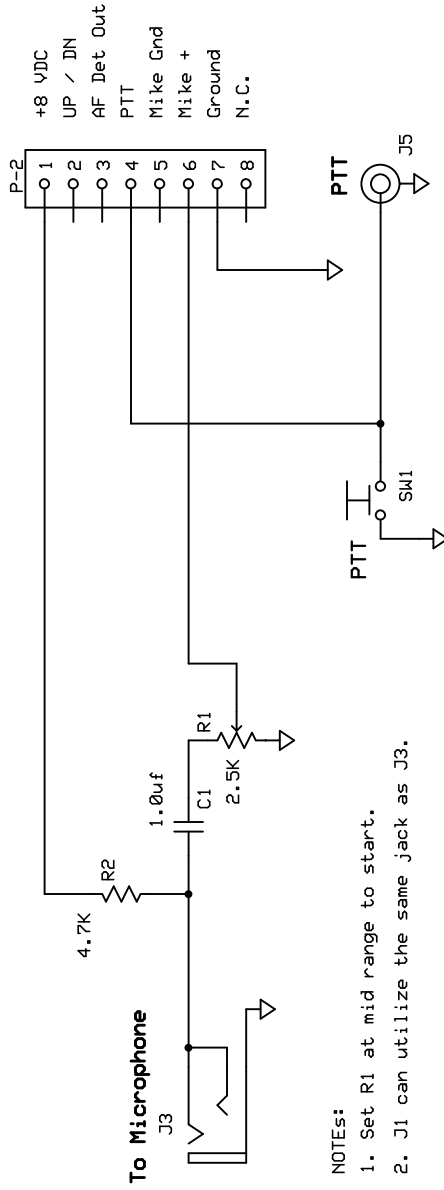 P-2
1 +8 VDC
2 UP / DN
3 AF Det Out
4 PTT
5 Mike Gnd
6 Mike +
7 Ground
8 N.C.
To Microphone
J3
4.7K
R2
1.0uf
C1
R1
2.5K
PTT
SW1
PTT
J5
NOTEs:
1. Set R1 at mid range to start.
2. J1 can utilize the same jack as J3.